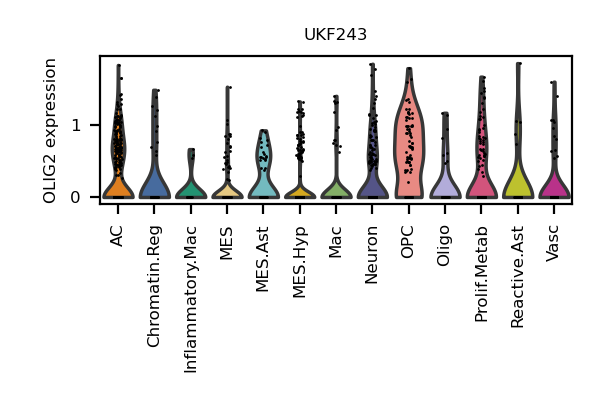 UKF243
OLIG2 expression
1
0
AC
Chromatin.Reg
Inflammatory.Mac
MES
MES.Ast
MES.Hyp
Mac
Neuron
OPC
Oligo
Prolif.Metab
Reactive.Ast
Vasc